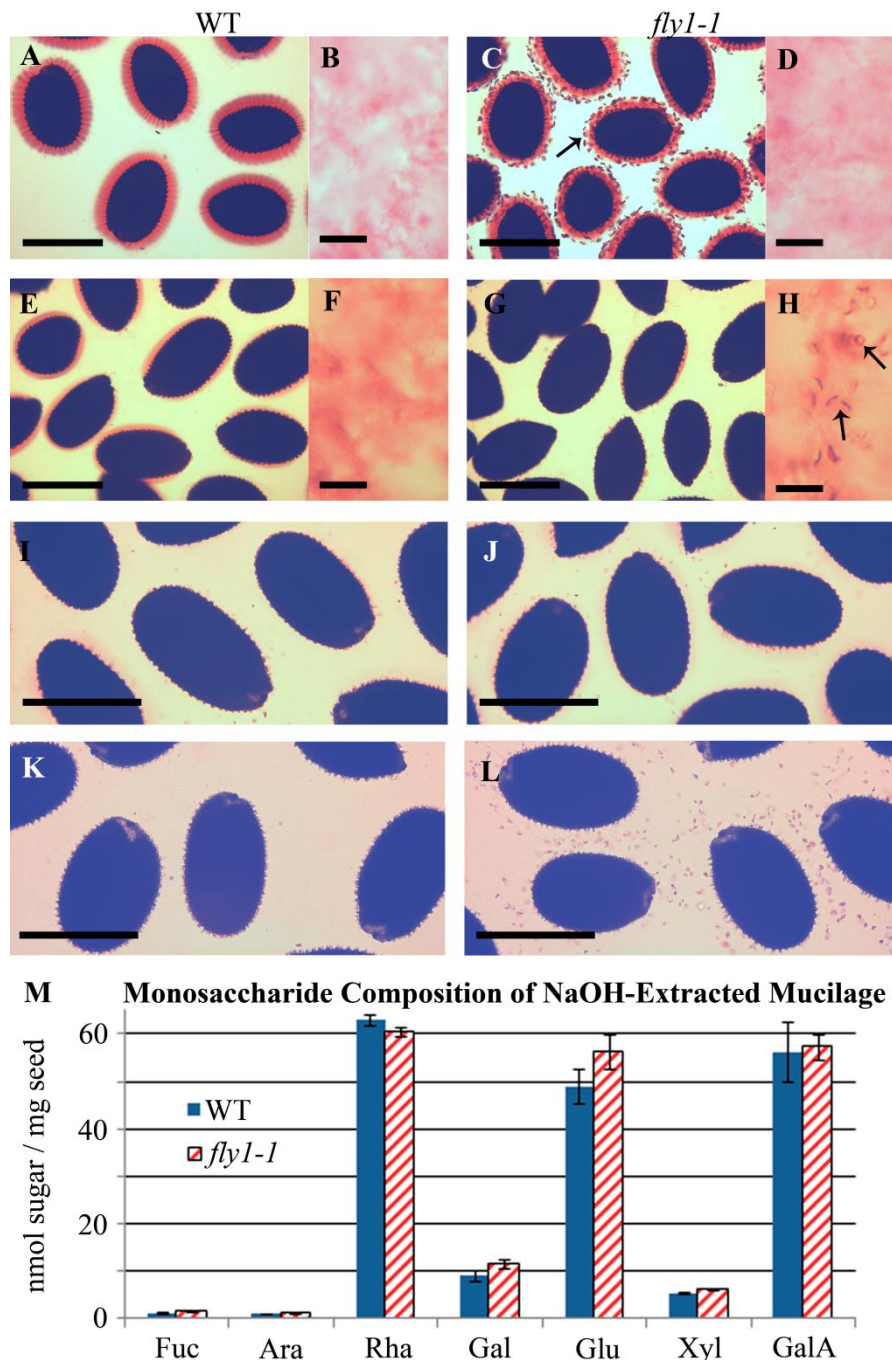 WT fly1-1
A B C D
E F G H
I J
K L
M Monosaccharide Composition of NaOH-Extracted Mucilage
60
40
20
0
nmol sugar / mg seed
WT
fly1-1
Fuc Ara Rha Gal Glu Xyl GalA